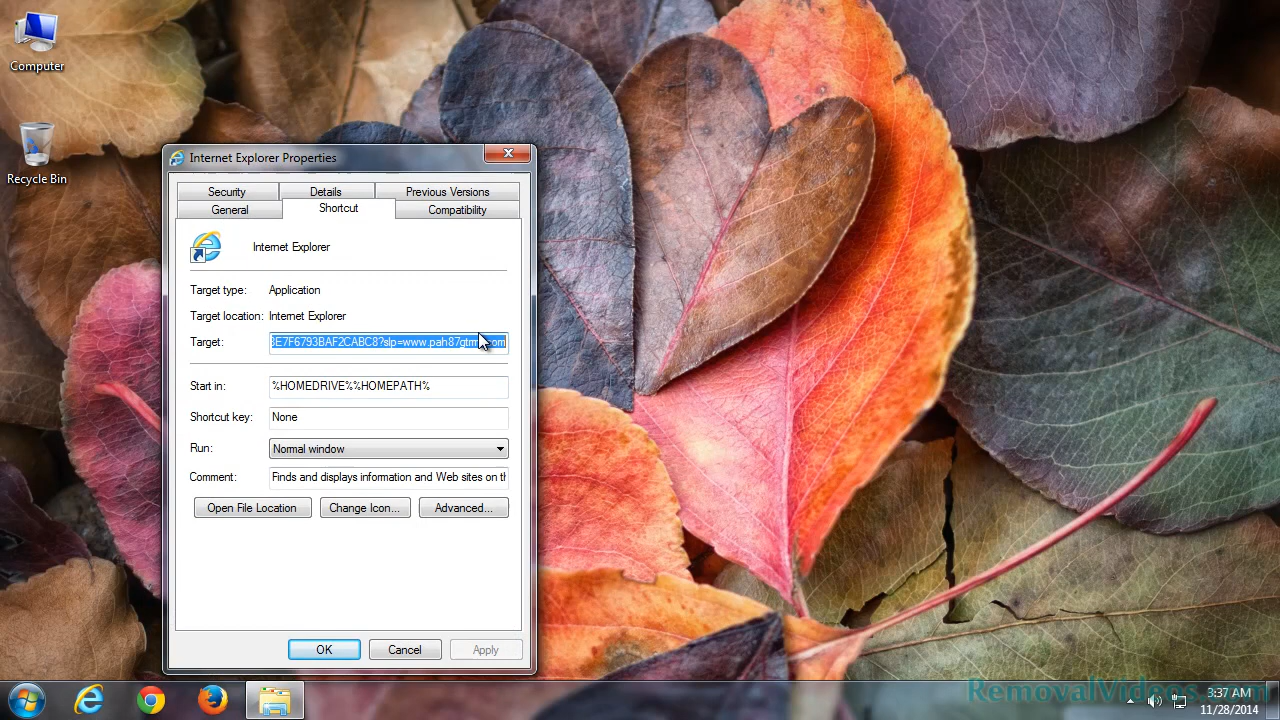 Computer
Recycle Bin
Internet Explorer Properties
Security Details Previous Versions
General Shortcut Compatibility
Internet Explorer
Target type: Application
Target location: Internet Explorer
Target:
Start in: %HOMEDRIVE%%HOMEPATH%
Shortcut key: None
Run: Normal window
Comment: Finds and displays information and Web sites on
Open File Location Change Icon... Advanced...
OK Cancel Apply
RemovalVideos.com
3:37 AM
11/28/2014